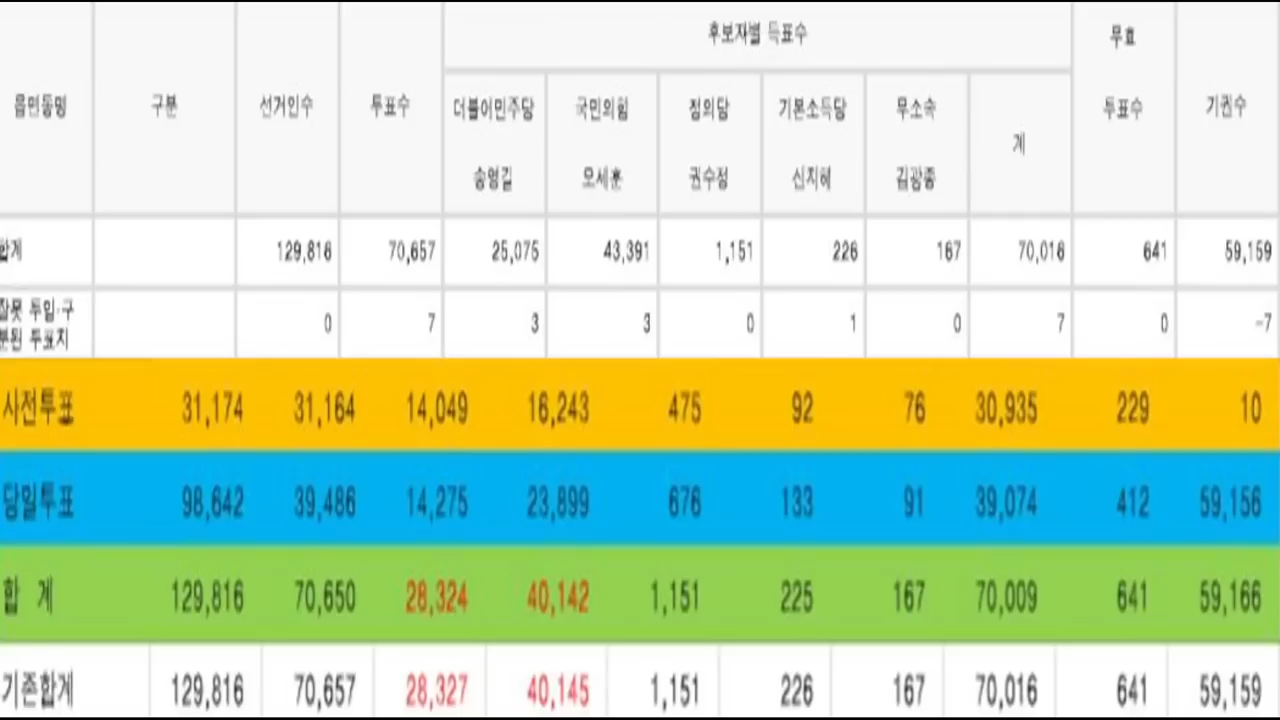 후보자별 득표수
무효
읍면동명 구분 선거인수 투표수 더불어민주당 국민의힘 정의당 기본소득당 무소속 계 투표수 기권수
송영길 오세훈 권수정 신지혜 김광종
합계 129,816 70,657 25,075 43,391 1,151 226 167 70,016 641 59,159
잘못 투입·구
분된 투표지 0 7 3 3 0 1 0 7 0 -7
사전투표 31,174 31,164 14,049 16,243 475 92 76 30,935 229 10
당일투표 98,642 39,486 14,275 23,899 676 133 91 39,074 412 59,156
합 계 129,816 70,650 28,324 40,142 1,151 225 167 70,009 641 59,166
기존합계 129,816 70,657 28,327 40,145 1,151 226 167 70,016 641 59,159